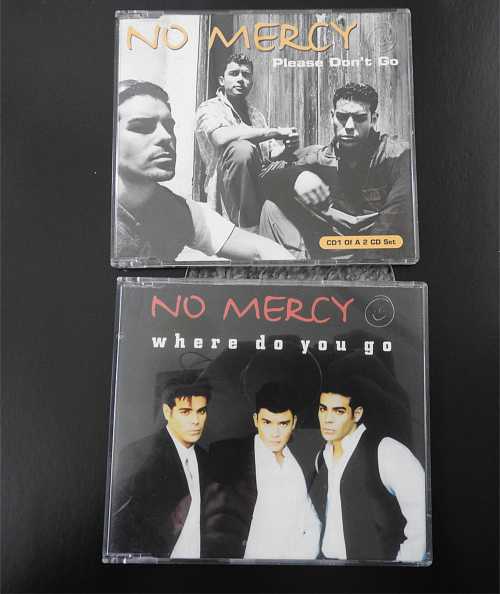 NO MERCY
Please Don't Go
CD1 Of A 2 CD Set
NO MERCY
where do you go